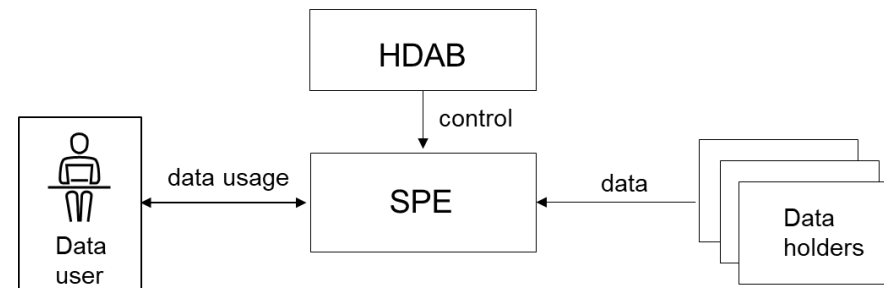 HDAB
control
data usage
SPE
data
Data
user
Data
holders